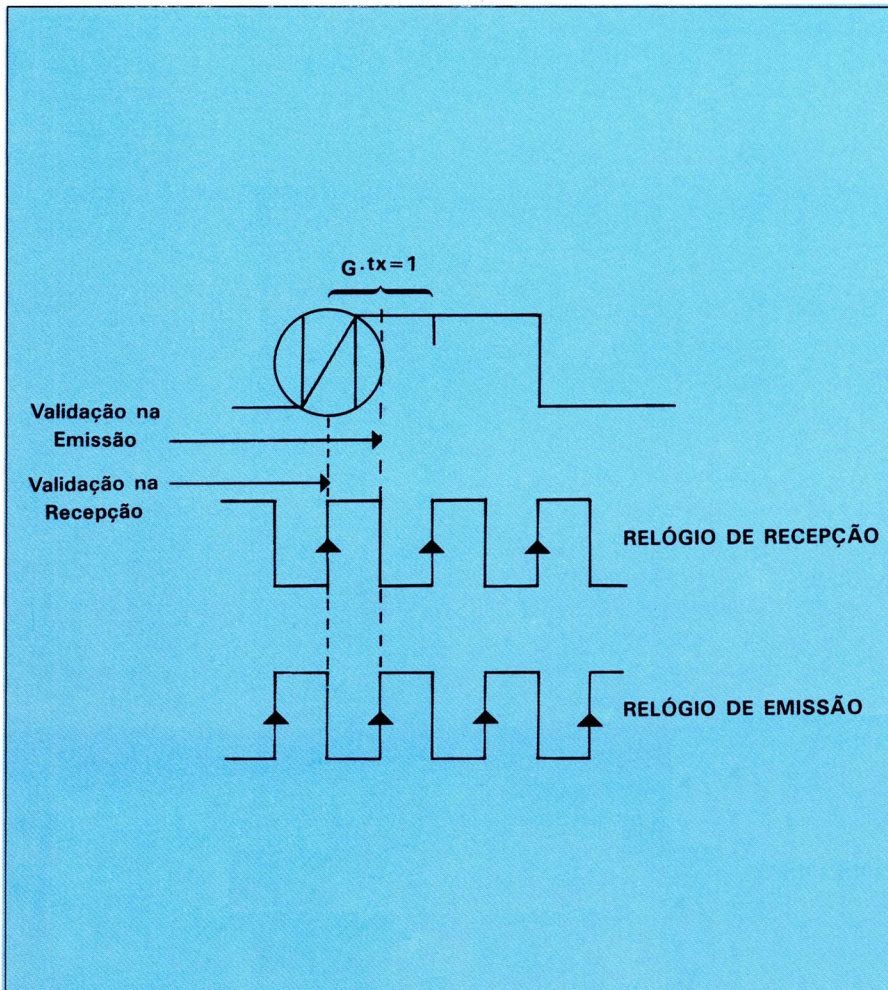 G.tx=1
Validação na
Emissão
Validação na
Recepção
RELÓGIO DE RECEPÇÃO
RELÓGIO DE EMISSÃO